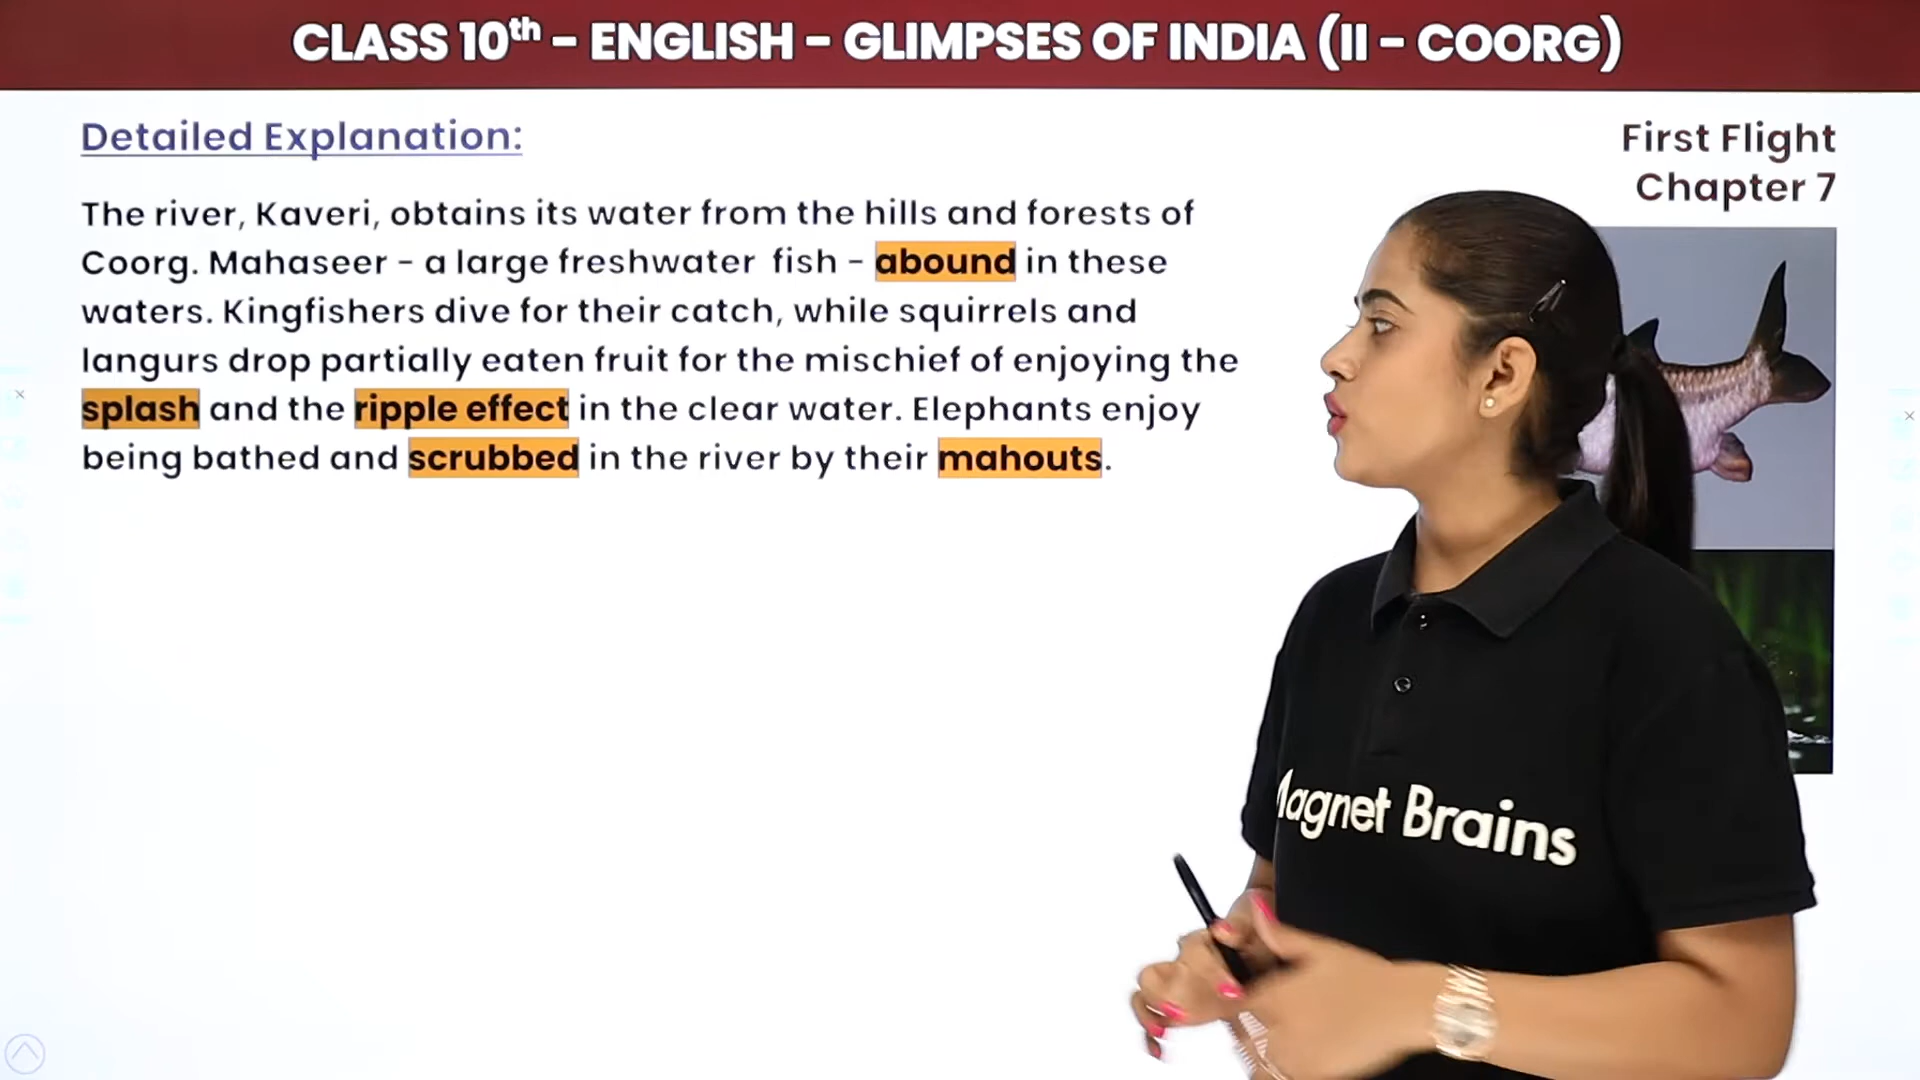 CLASS 10th – ENGLISH – GLIMPSES OF INDIA (II – COORG)
Detailed Explanation:
First Flight
Chapter 7
The river, Kaveri, obtains its water from the hills and forests of
Coorg. Mahaseer – a large freshwater fish – abound in these
waters. Kingfishers dive for their catch, while squirrels and
langurs drop partially eaten fruit for the mischief of enjoying the
splash and the ripple effect in the clear water. Elephants enjoy
being bathed and scrubbed in the river by their mahouts.
Magnet Brains